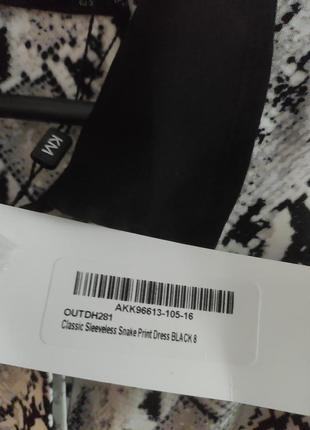 KM
AKK96613-105-16
OUTDH281
Classic Sleeveless Snake Print Dress BLACK 8